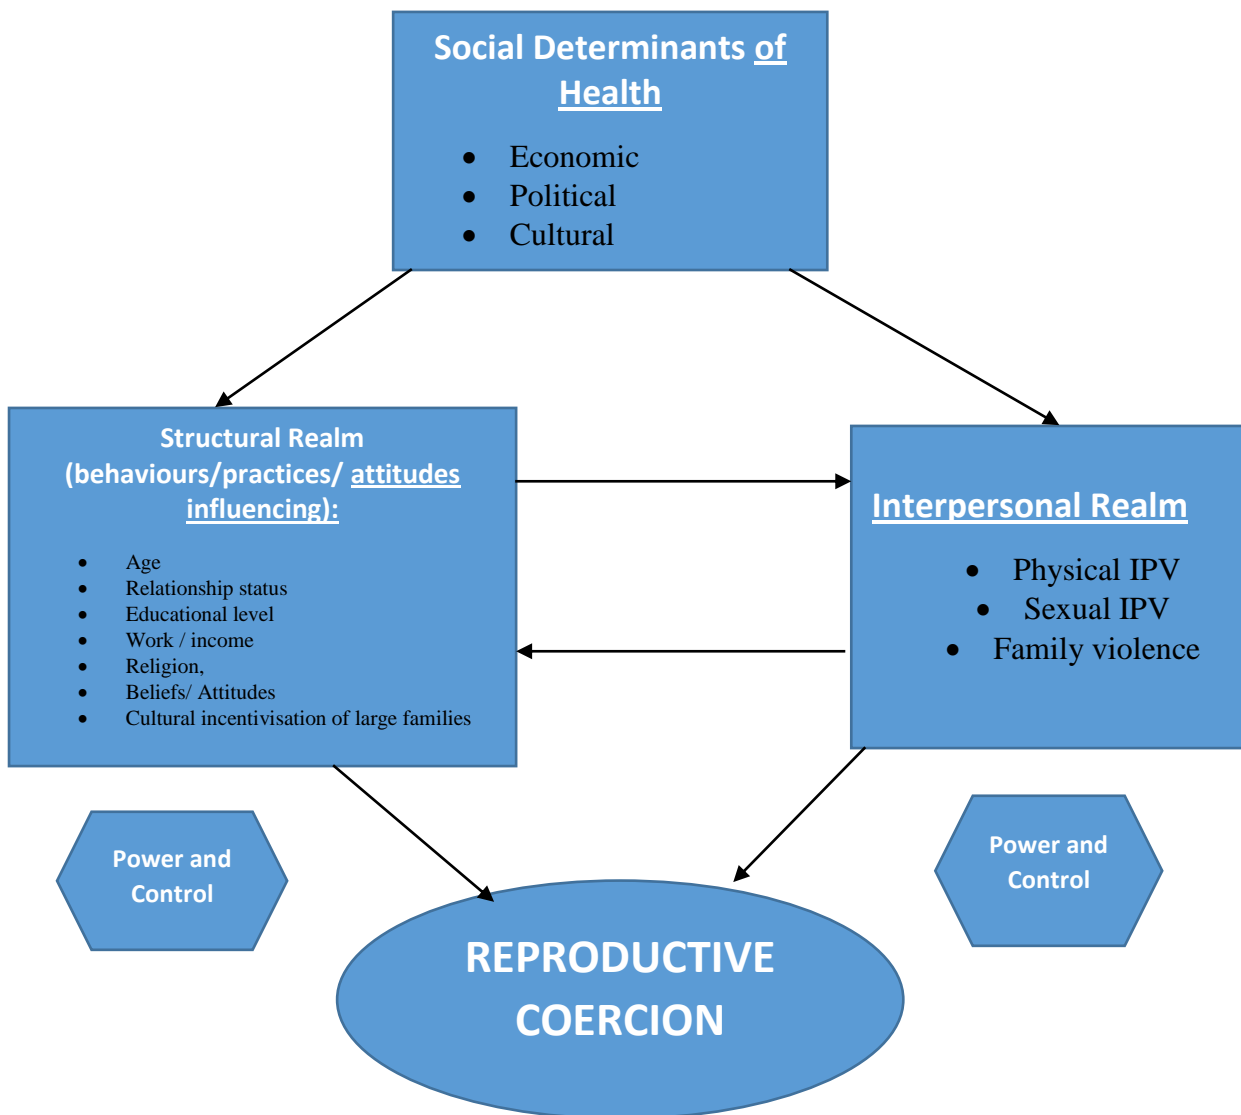 Social Determinants of
Health
• Economic
• Political
• Cultural
Structural Realm
(behaviours/practices/ attitudes
influencing):
• Age
• Relationship status
• Educational level
• Work / income
• Religion,
• Beliefs/ Attitudes
• Cultural incentivisation of large families
Interpersonal Realm
• Physical IPV
• Sexual IPV
• Family violence
Power and
Control
Power and
Control
REPRODUCTIVE
COERCION